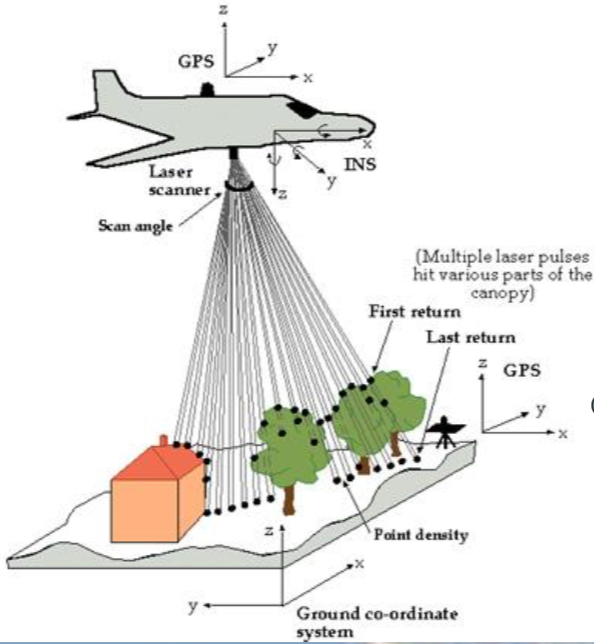 z
y
GPS
x
x
INS
y
z
Laser
scanner
Scan angle
(Multiple laser pulses
hit various parts of the
canopy)
First return
Last return
z
GPS
y
x
z
Point density
x
y
Ground co-ordinate
system